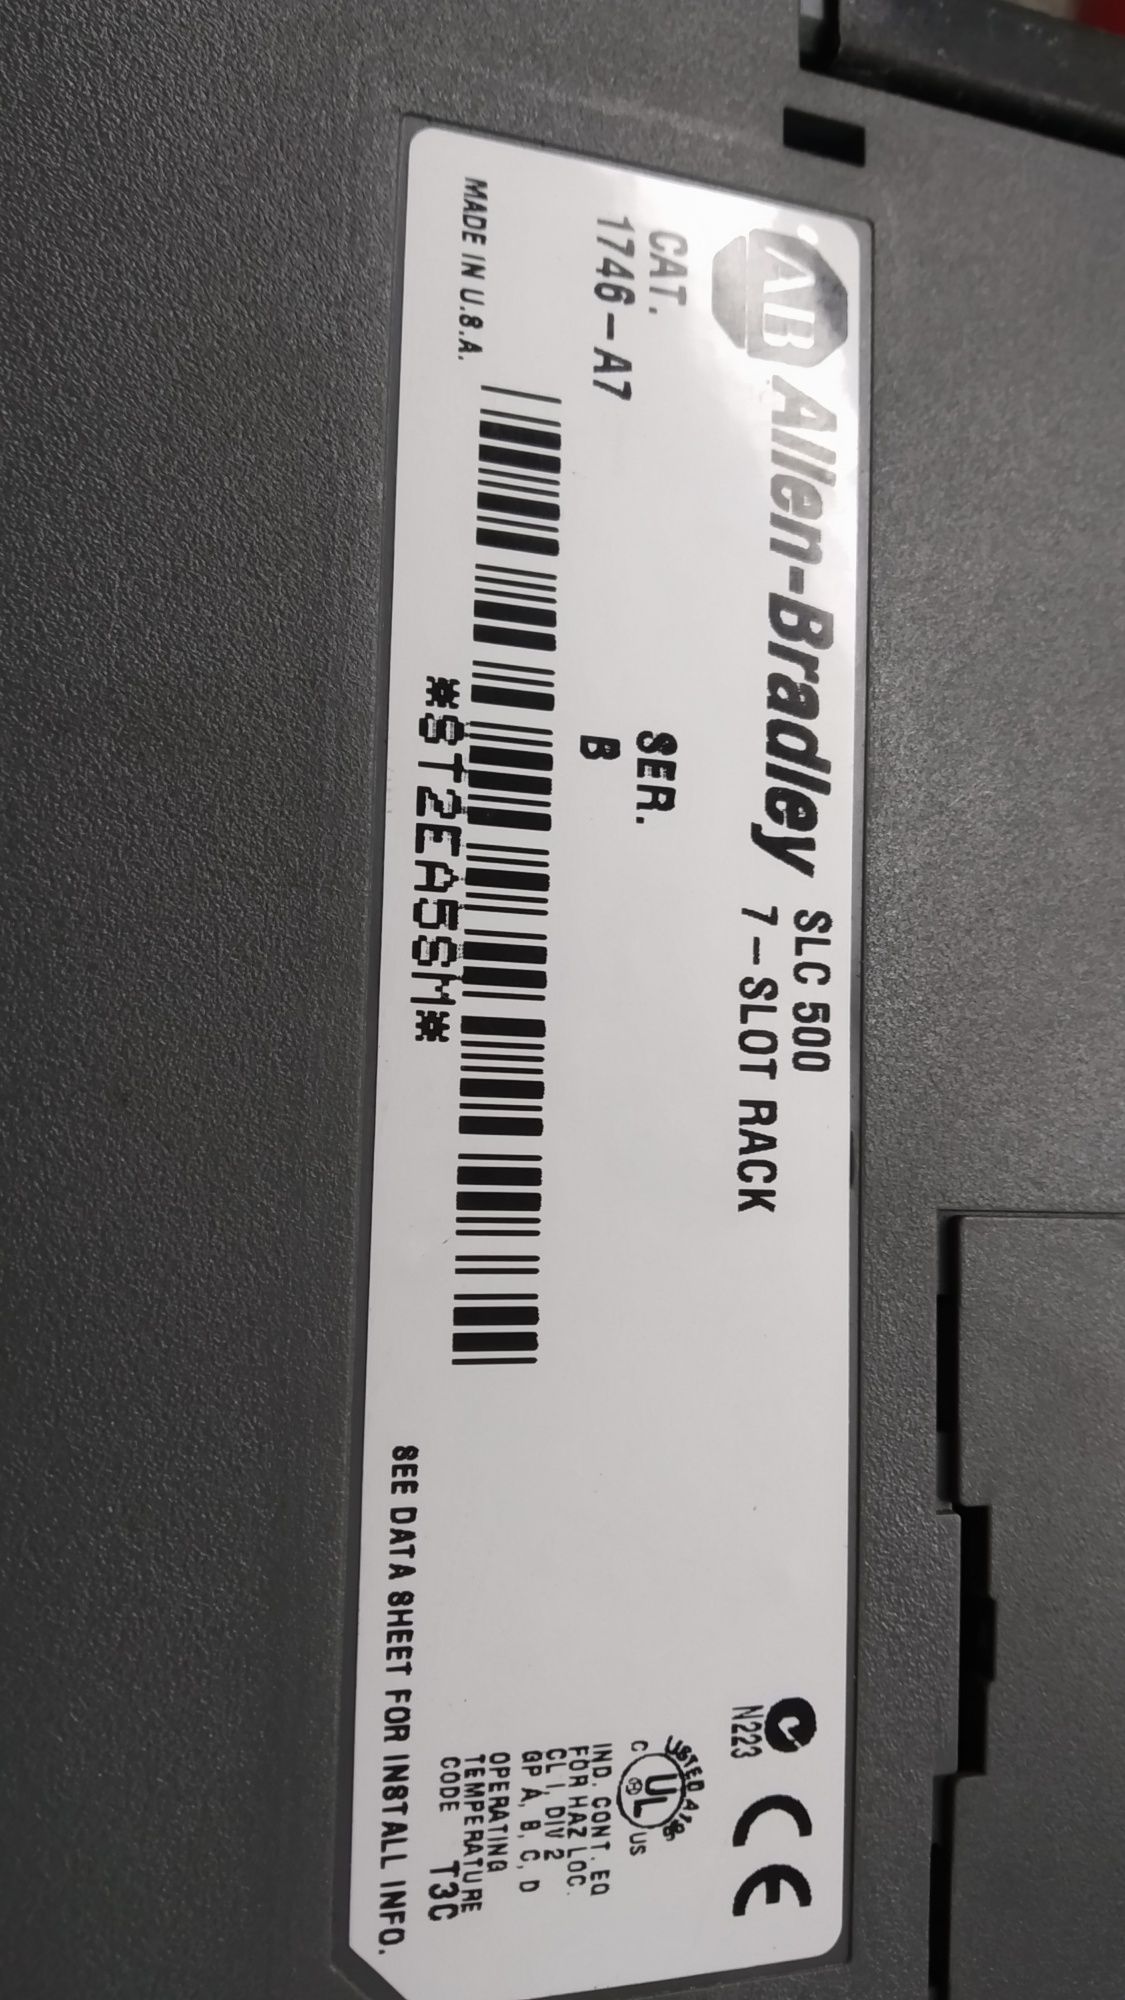 AB Allen-Bradley SLC 500
7-SLOT RACK
CAT.
1746-A7
SER.
B
MADE IN U.S.A.
*ST2EA5SM*
N223
CE
LISTED
C UL US
IND. CONT. EQ
FOR HAZ LOC.
CL I, DIV 2
GP A, B, C, D
OPERATING
TEMPERATURE
CODE T3C
SEE DATA SHEET FOR INSTALL INFO.